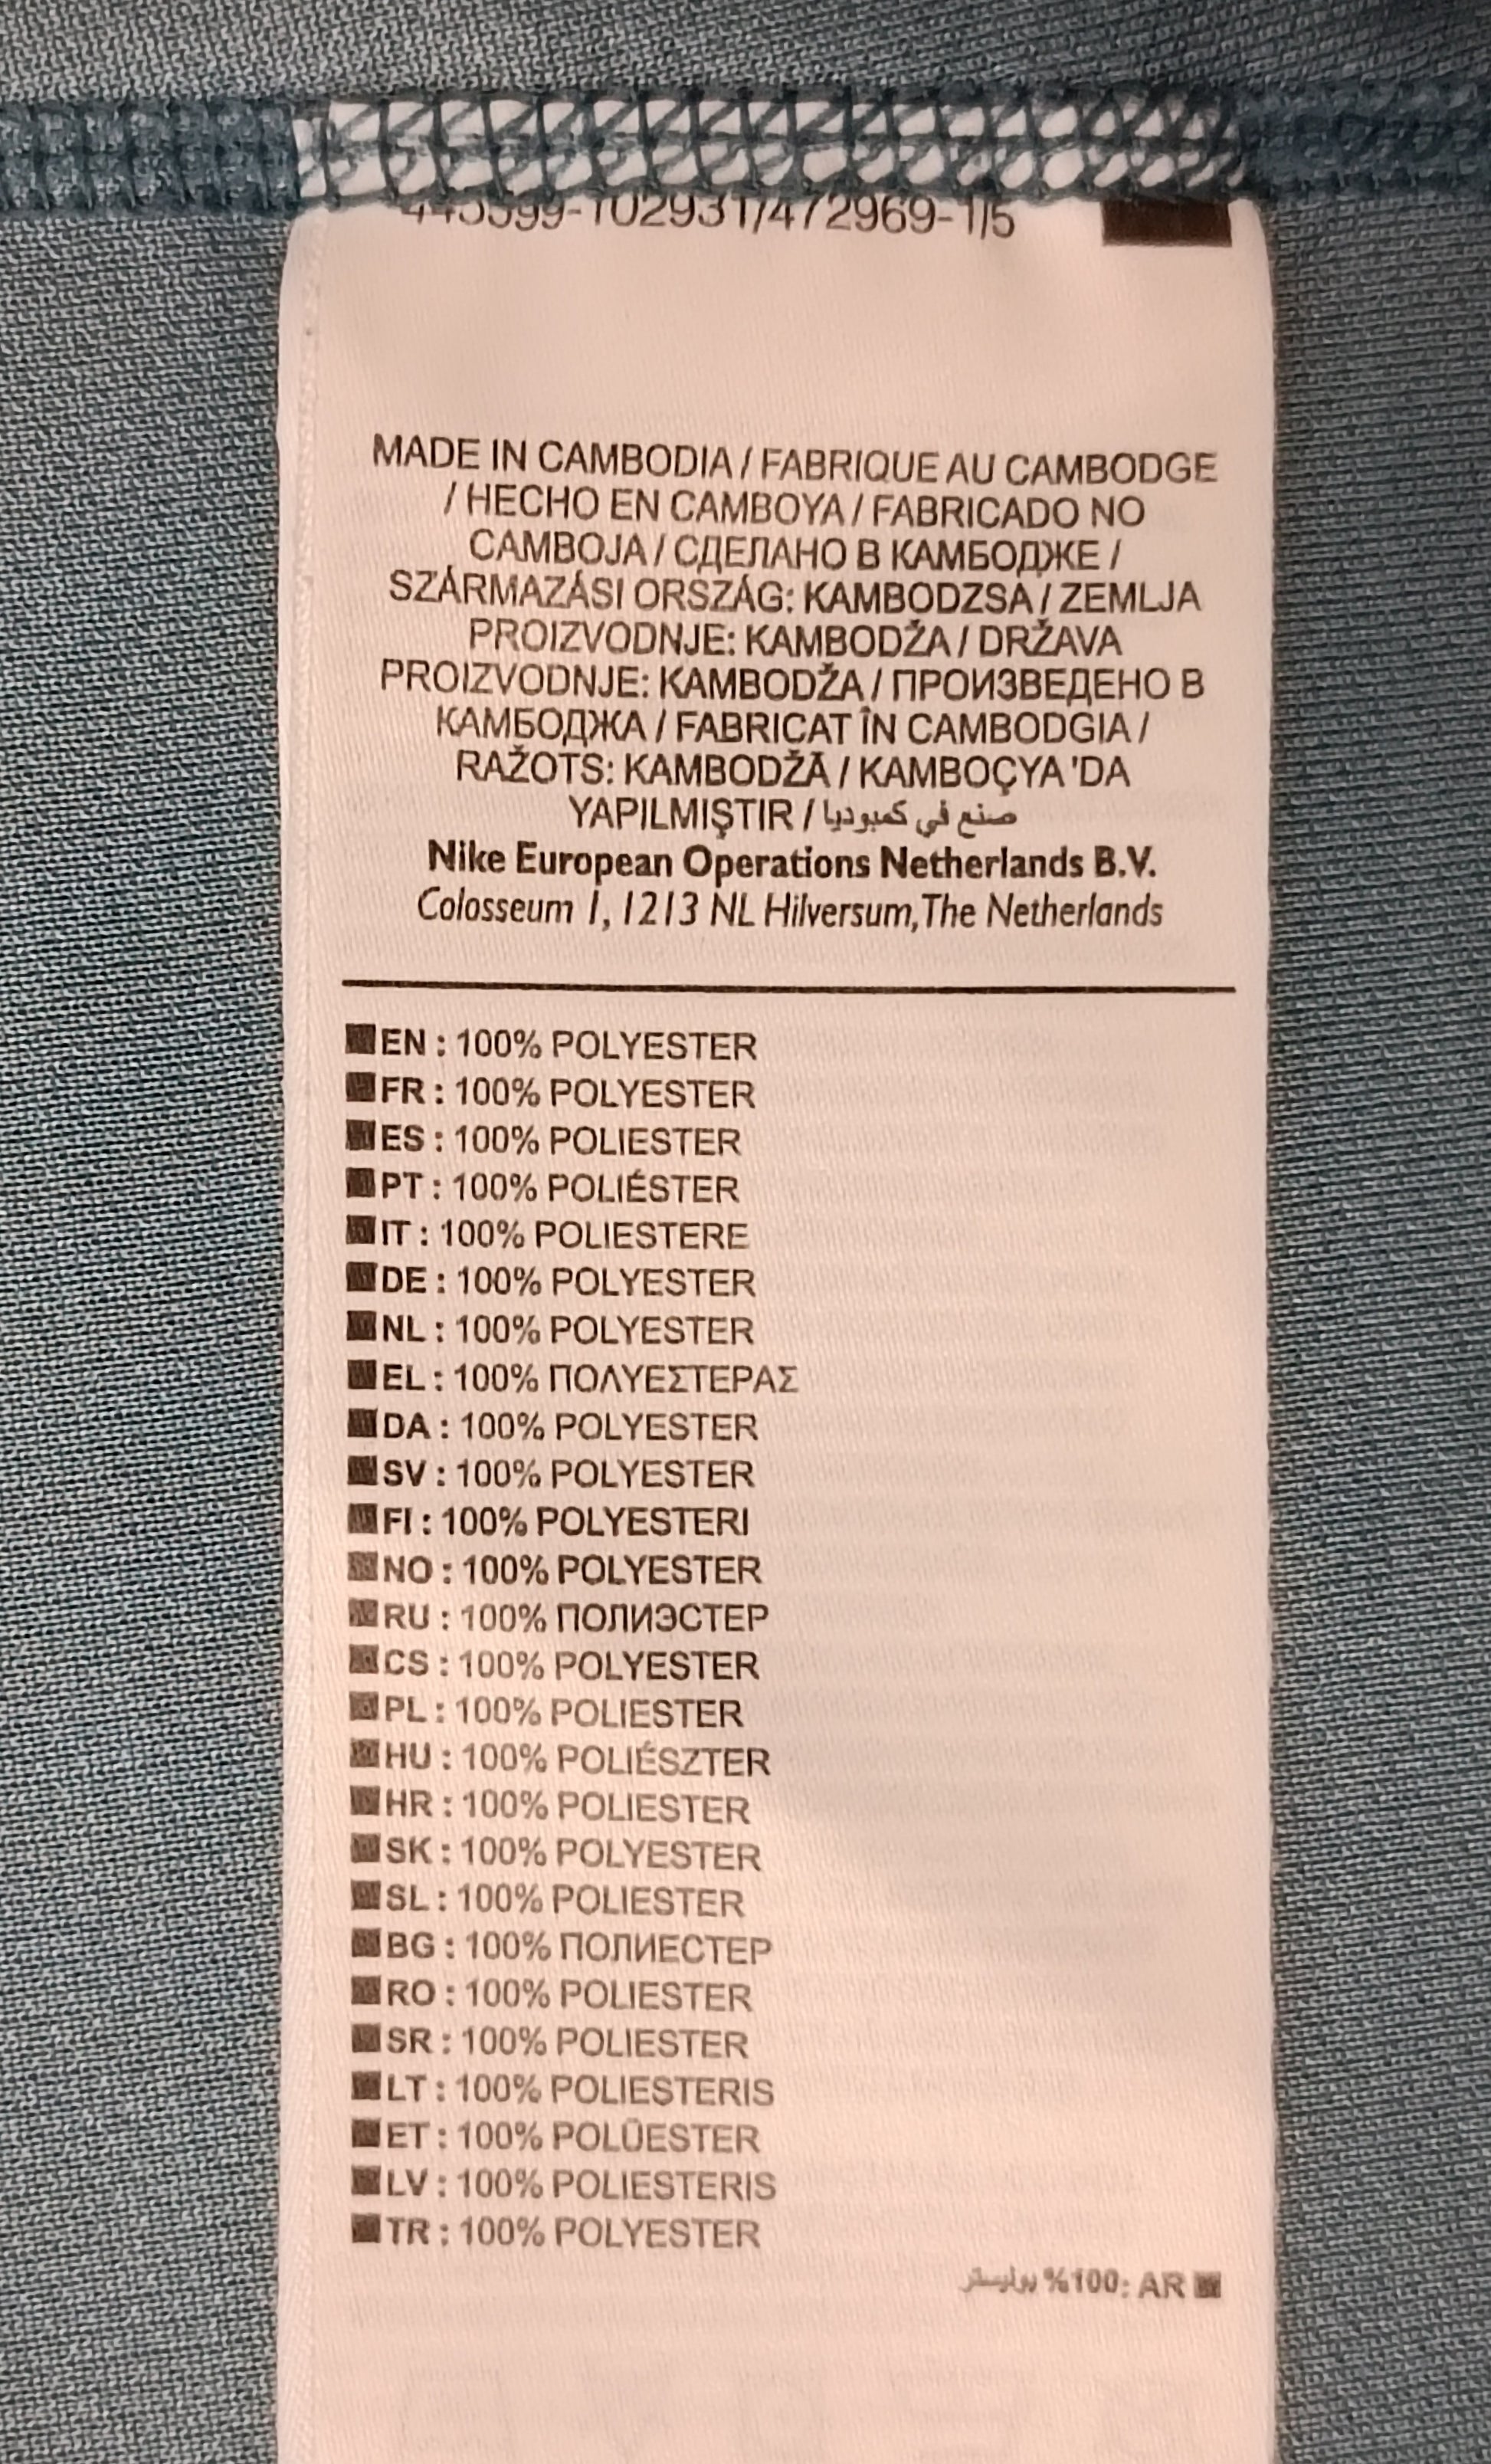 102931/472969-1/5
MADE IN CAMBODIA / FABRIQUE AU CAMBODGE
/ HECHO EN CAMBOYA / FABRICADO NO
CAMBOJA / СДЕЛАНО В КАМБОДЖЕ /
SZÁRMAZÁSI ORSZÁG: KAMBODZSA / ZEMLJA
PROIZVODNJE: KAMBODŽA / DRŽAVA
PROIZVODNJE: KAMBODŽA / ПРОИЗВЕДЕНО В
КАМБОДЖА / FABRICAT ÎN CAMBODGIA /
RAŽOTS: KAMBODŽĀ / KAMBOÇYA 'DA
YAPILMIŞTIR / صنع في كمبوديا
Nike European Operations Netherlands B.V.
Colosseum 1, 1213 NL Hilversum, The Netherlands
EN : 100% POLYESTER
FR : 100% POLYESTER
ES : 100% POLIESTER
PT : 100% POLIÉSTER
IT : 100% POLIESTERE
DE : 100% POLYESTER
NL : 100% POLYESTER
EL : 100% ΠΟΛΥΕΣΤΕΡΑΣ
DA : 100% POLYESTER
SV : 100% POLYESTER
FI : 100% POLYESTERI
NO : 100% POLYESTER
RU : 100% ПОЛИЭСТЕР
CS : 100% POLYESTER
PL : 100% POLIESTER
HU : 100% POLIÉSZTER
HR : 100% POLIESTER
SK : 100% POLYESTER
SL : 100% POLIESTER
BG : 100% ПОЛИЕСТЕР
RO : 100% POLIESTER
SR : 100% POLIESTER
LT : 100% POLIESTERIS
ET : 100% POLÜESTER
LV : 100% POLIESTERIS
TR : 100% POLYESTER
AR :100% بوليستر